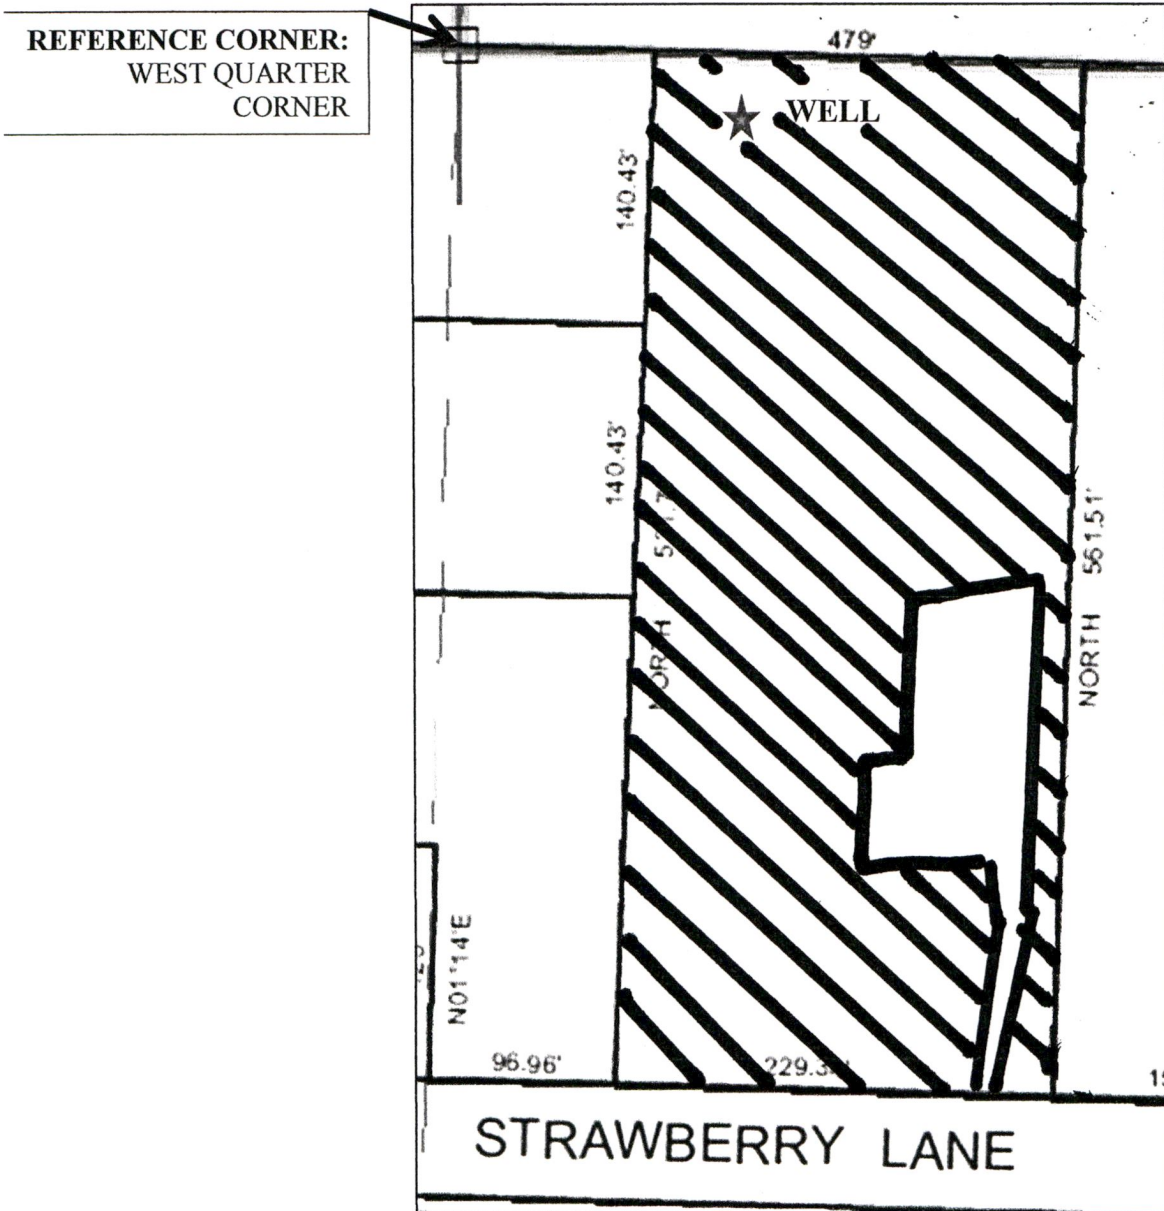 REFERENCE CORNER:
WEST QUARTER
CORNER
479'
WELL
140.43'
140.43'
NORTH
NORTH 561.51'
N01°14'E
96.96'
STRAWBERRY LANE